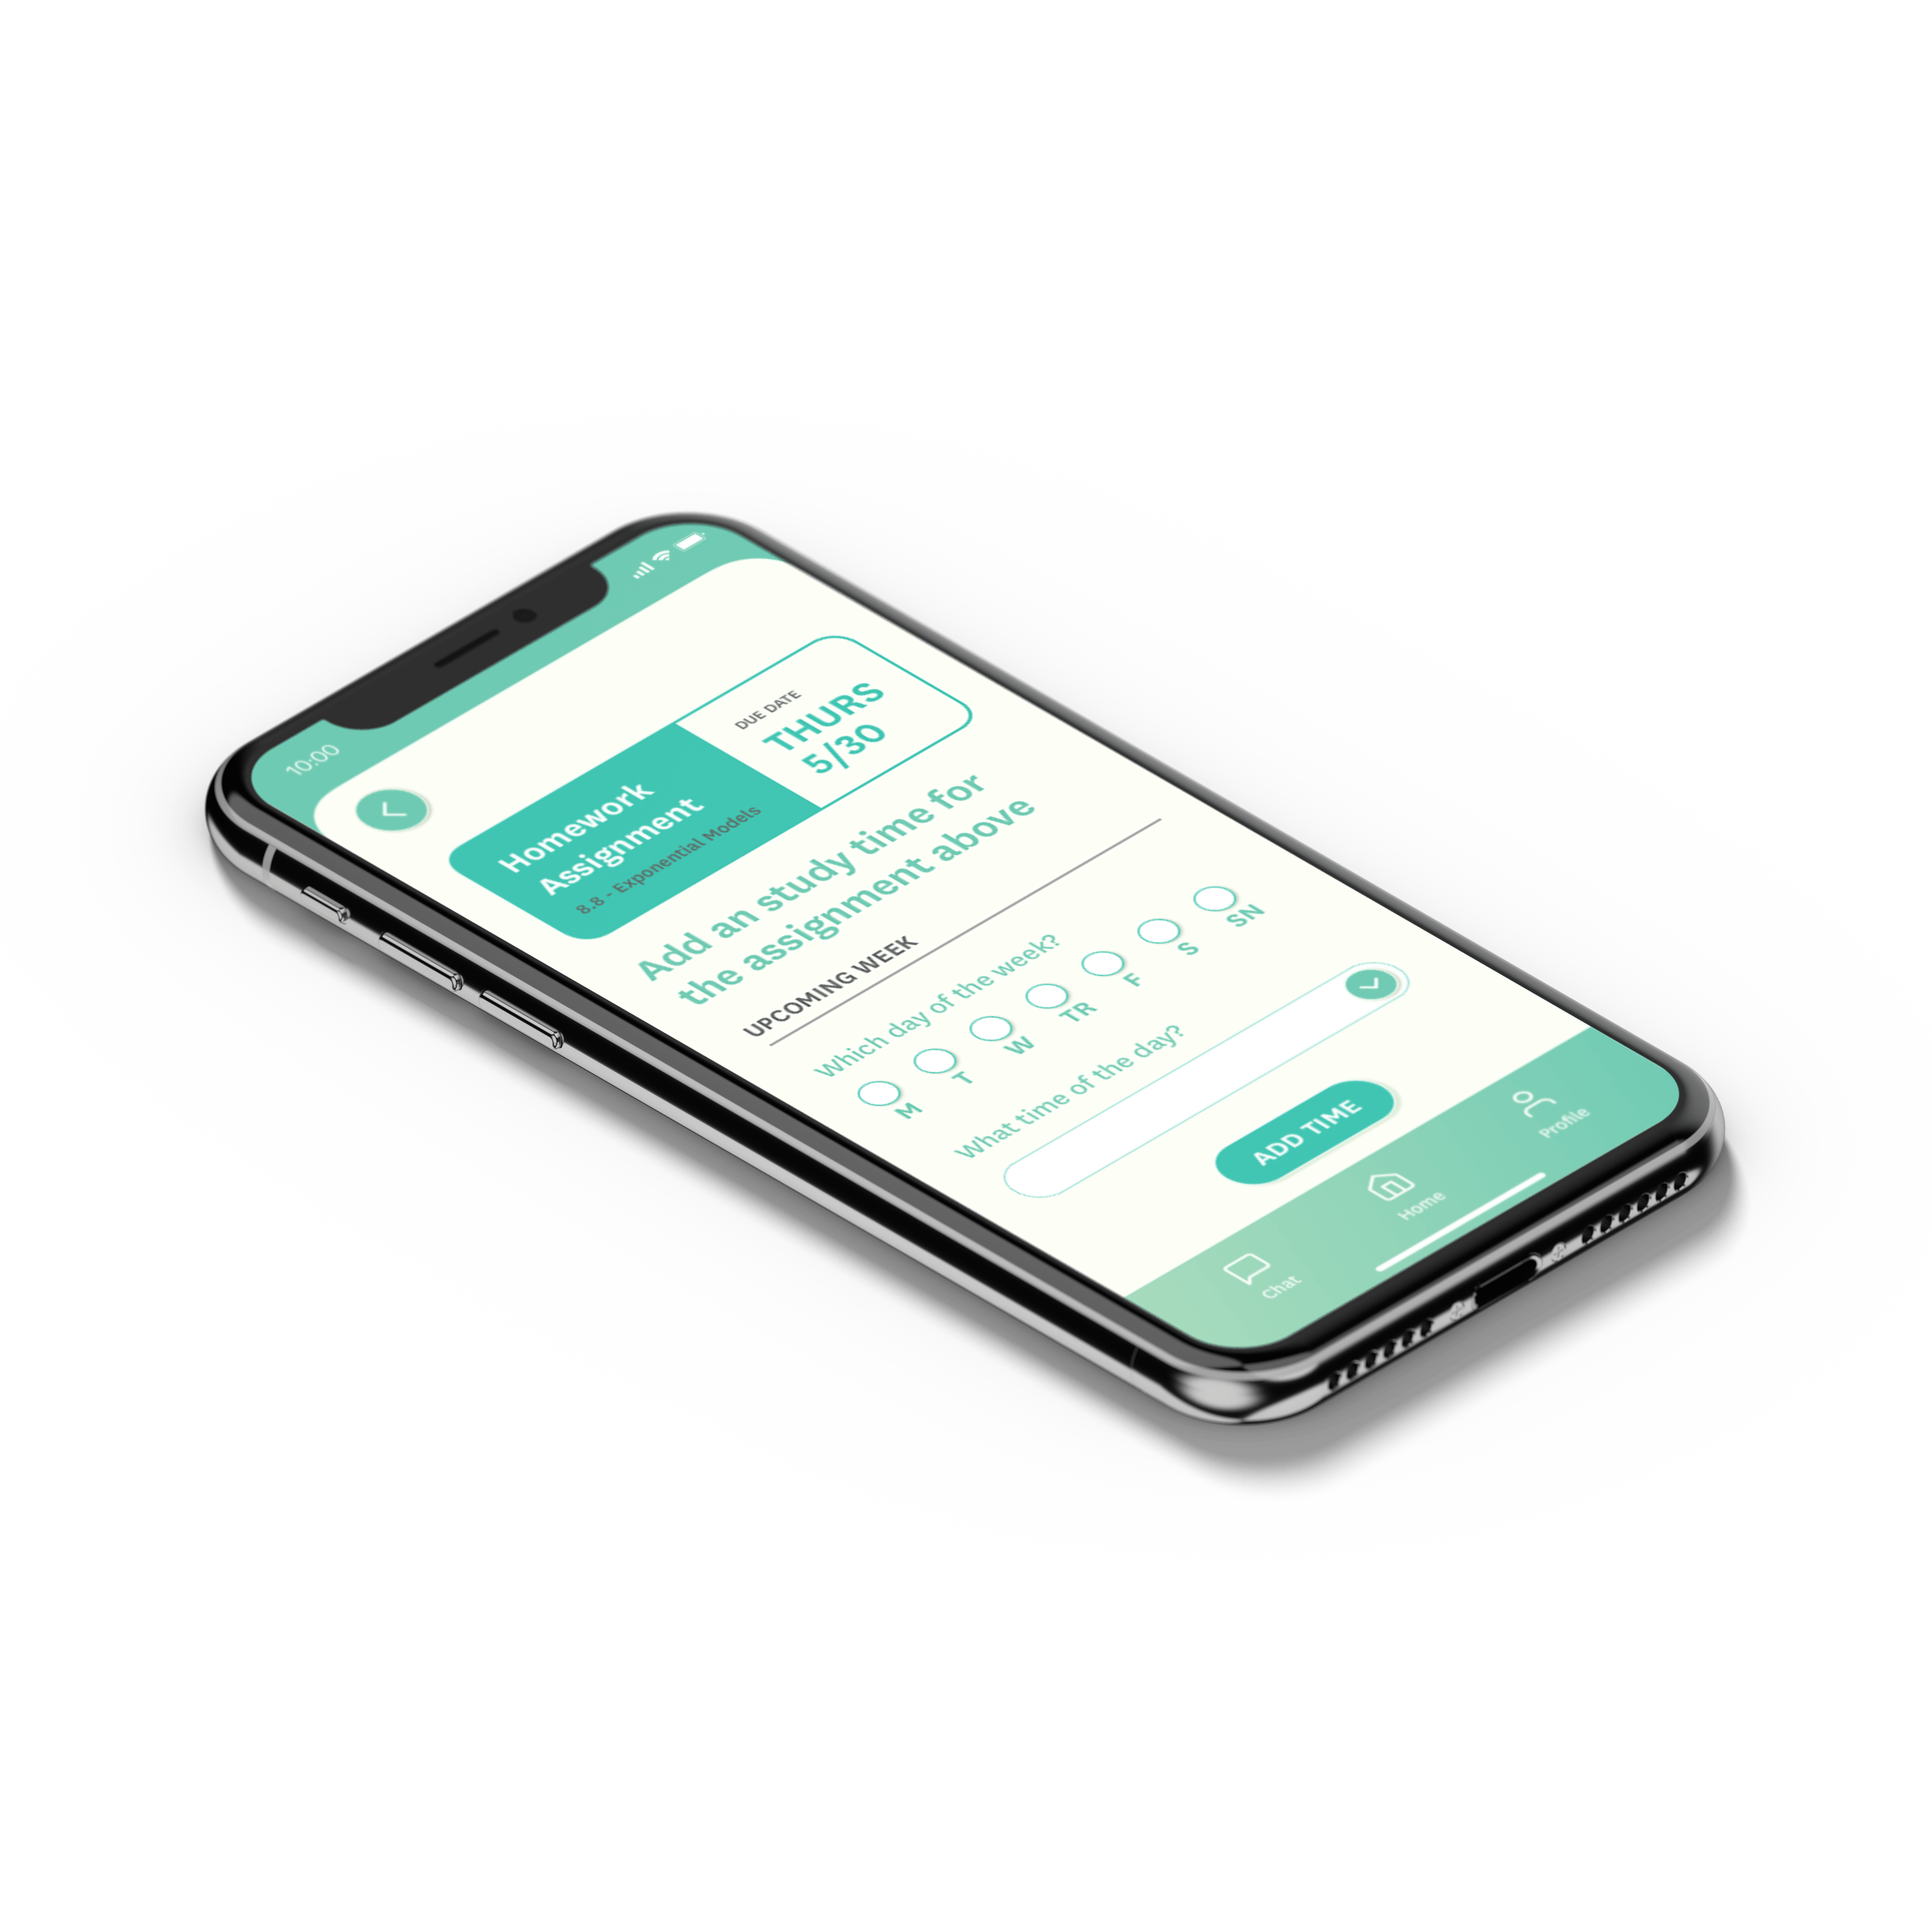 10:00
Homework
Assignment
8.8 - Exponential Models
DUE DATE
THURS
5/30
Add an study time for
the assignment above
UPCOMING WEEK
Which day of the week?
M T W TR F S SN
What time of the day?
ADD TIME
Chat Home Profile